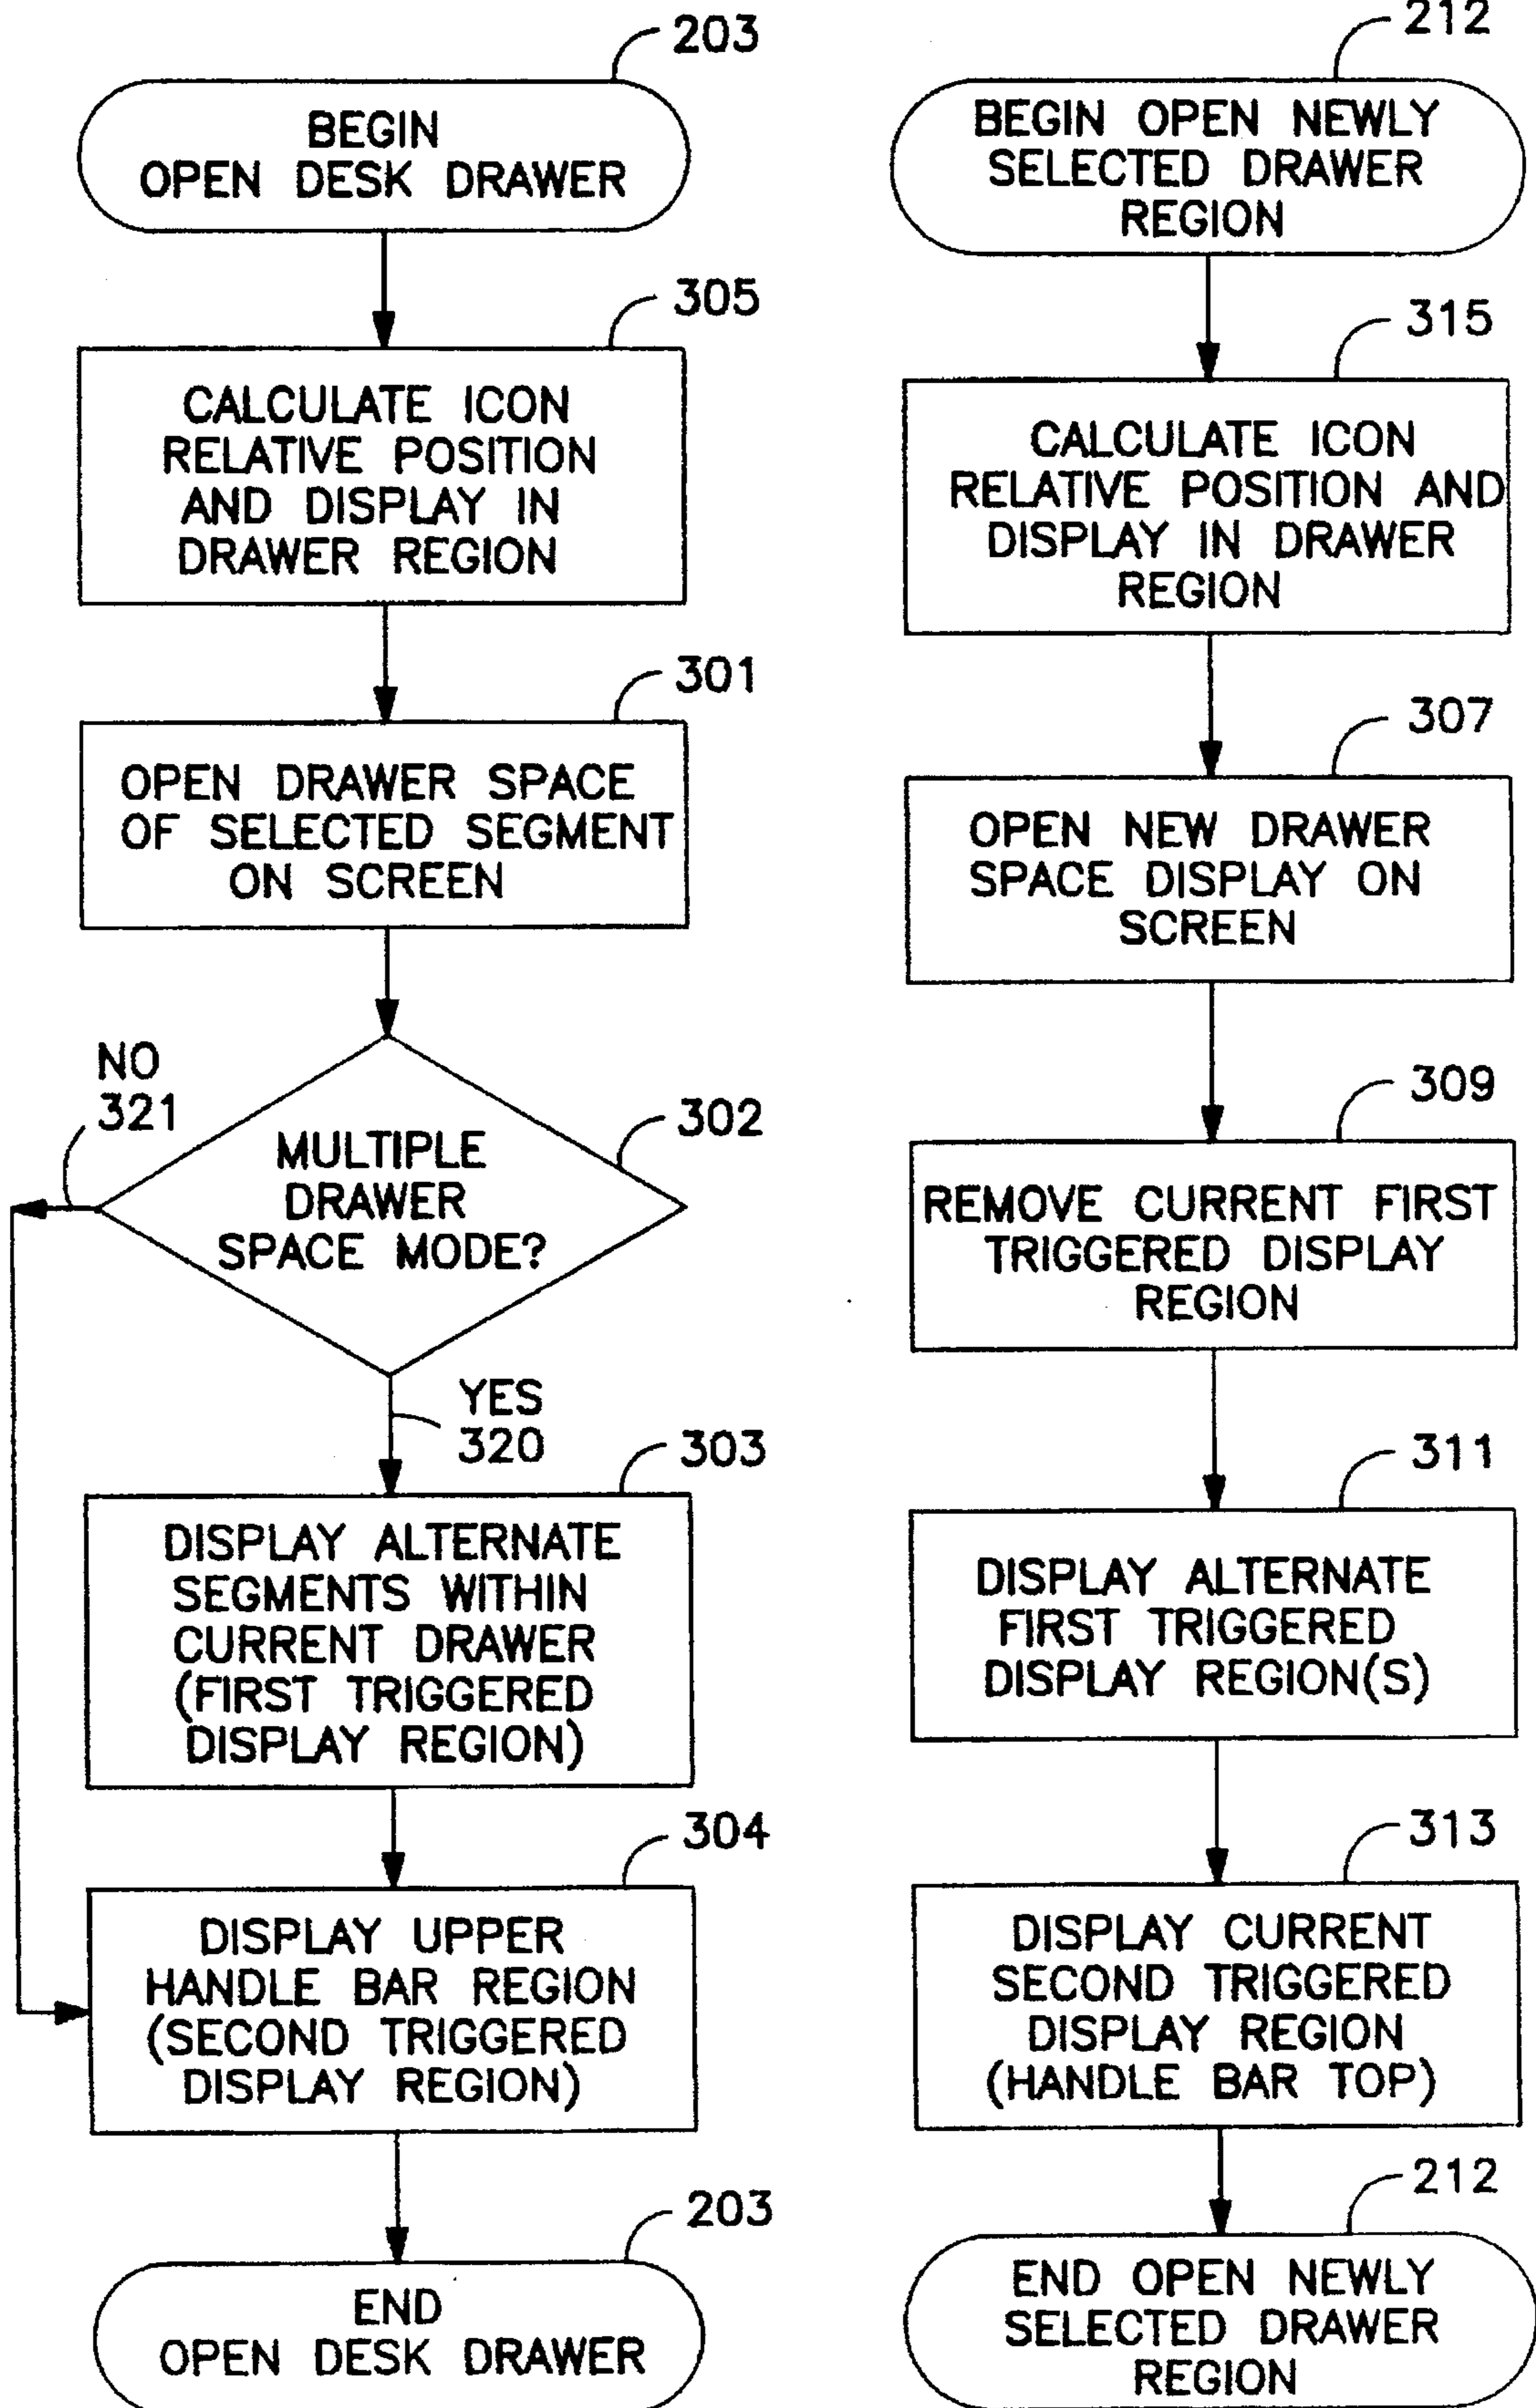 203
BEGIN
OPEN DESK DRAWER
305
CALCULATE ICON
RELATIVE POSITION
AND DISPLAY IN
DRAWER REGION
301
OPEN DRAWER SPACE
OF SELECTED SEGMENT
ON SCREEN
NO
321
302
MULTIPLE
DRAWER
SPACE MODE?
YES
320
303
DISPLAY ALTERNATE
SEGMENTS WITHIN
CURRENT DRAWER
(FIRST TRIGGERED
DISPLAY REGION)
304
DISPLAY UPPER
HANDLE BAR REGION
(SECOND TRIGGERED
DISPLAY REGION)
203
END
OPEN DESK DRAWER
212
BEGIN OPEN NEWLY
SELECTED DRAWER
REGION
315
CALCULATE ICON
RELATIVE POSITION AND
DISPLAY IN DRAWER
REGION
307
OPEN NEW DRAWER
SPACE DISPLAY ON
SCREEN
309
REMOVE CURRENT FIRST
TRIGGERED DISPLAY
REGION
311
DISPLAY ALTERNATE
FIRST TRIGGERED
DISPLAY REGION(S)
313
DISPLAY CURRENT
SECOND TRIGGERED
DISPLAY REGION
(HANDLE BAR TOP)
212
END OPEN NEWLY
SELECTED DRAWER
REGION